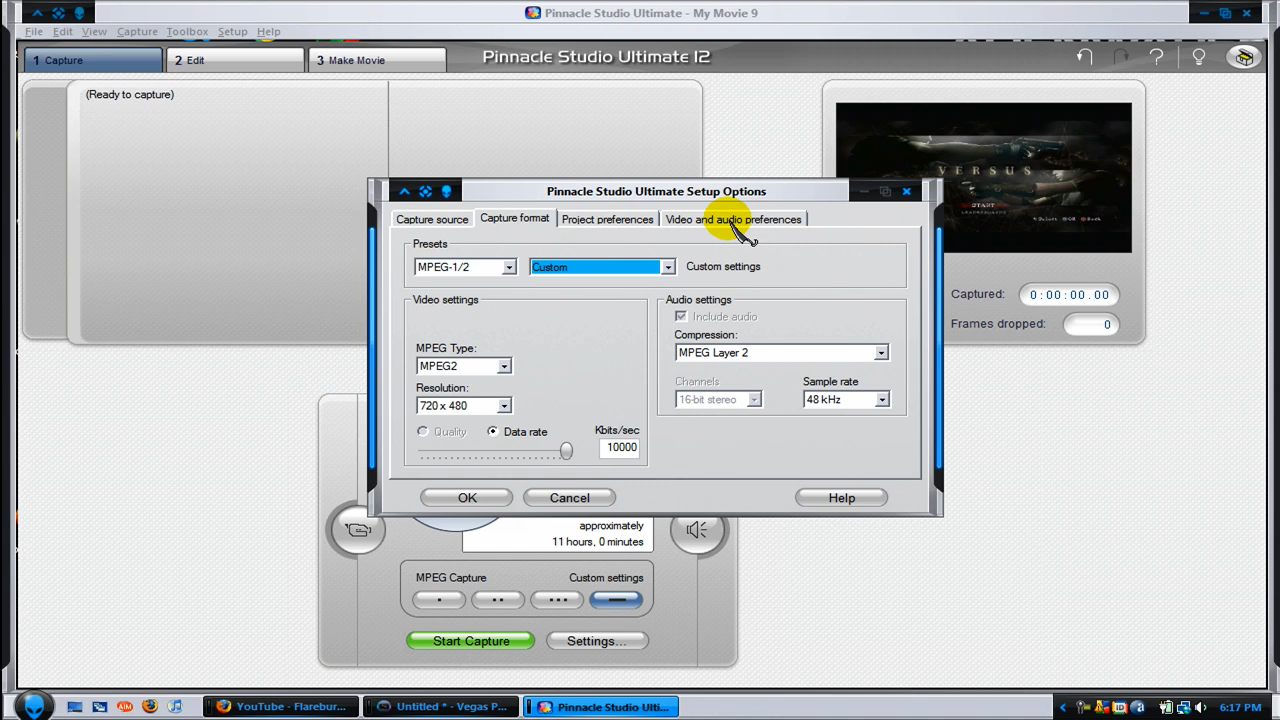 Pinnacle Studio Ultimate - My Movie 9
File Edit View Capture Toolbox Setup Help
1 Capture
2 Edit
3 Make Movie
Pinnacle Studio Ultimate 12
(Ready to capture)
VERSUS
START
Captured: 0:00:00.00
Frames dropped: 0
Pinnacle Studio Ultimate Setup Options
Capture source
Capture format
Project preferences
Video and audio preferences
Presets
MPEG-1/2
Custom
Custom settings
Video settings
MPEG Type:
MPEG2
Resolution:
720 x 480
Quality
Data rate
Kbits/sec
10000
Audio settings
Include audio
Compression:
MPEG Layer 2
Channels
16-bit stereo
Sample rate
48 kHz
OK
Cancel
Help
approximately
11 hours, 0 minutes
MPEG Capture
Custom settings
Start Capture
Settings...
YouTube - Flarebur...
Untitled * - Vegas P...
Pinnacle Studio Ulti...
6:17 PM